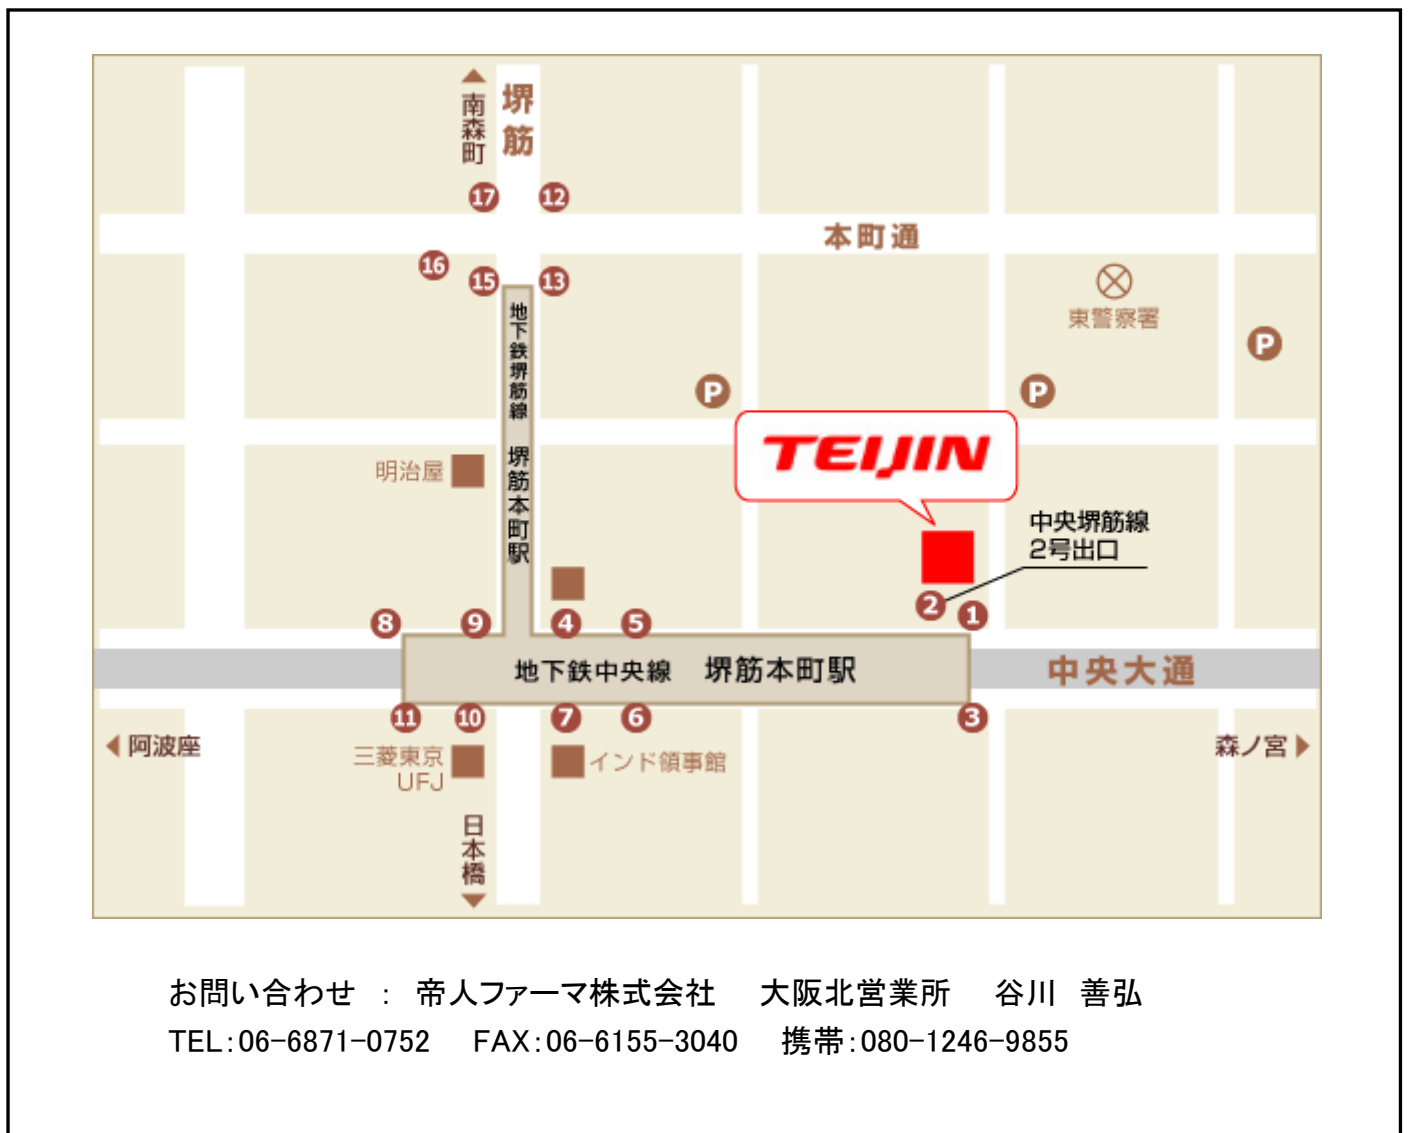 南森町
堺筋
17
12
本町通
16
15
13
東警察署
P
地下鉄堺筋線 堺筋本町駅
P
P
TEIJIN
明治屋
中央堺筋線
2号出口
2
1
8
9
4
5
地下鉄中央線 堺筋本町駅
中央大通
11
10
7
6
3
阿波座
三菱東京
UFJ
インド領事館
森ノ宮
日本橋
お問い合わせ : 帝人ファーマ株式会社 大阪北営業所 谷川 善弘
TEL:06-6871-0752 FAX:06-6155-3040 携帯:080-1246-9855